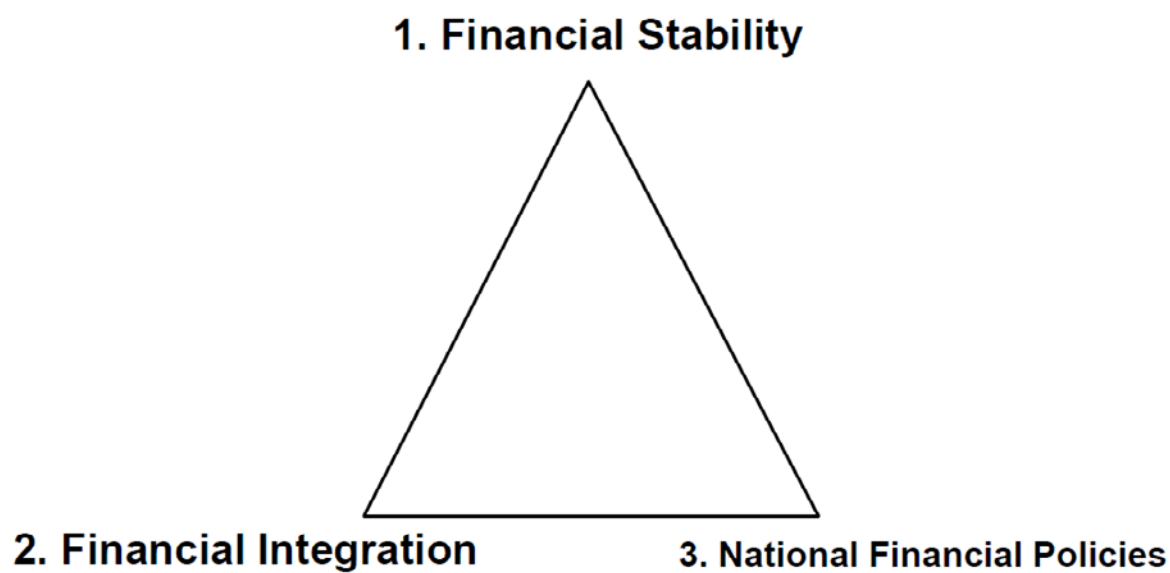 1. Financial Stability
2. Financial Integration
3. National Financial Policies